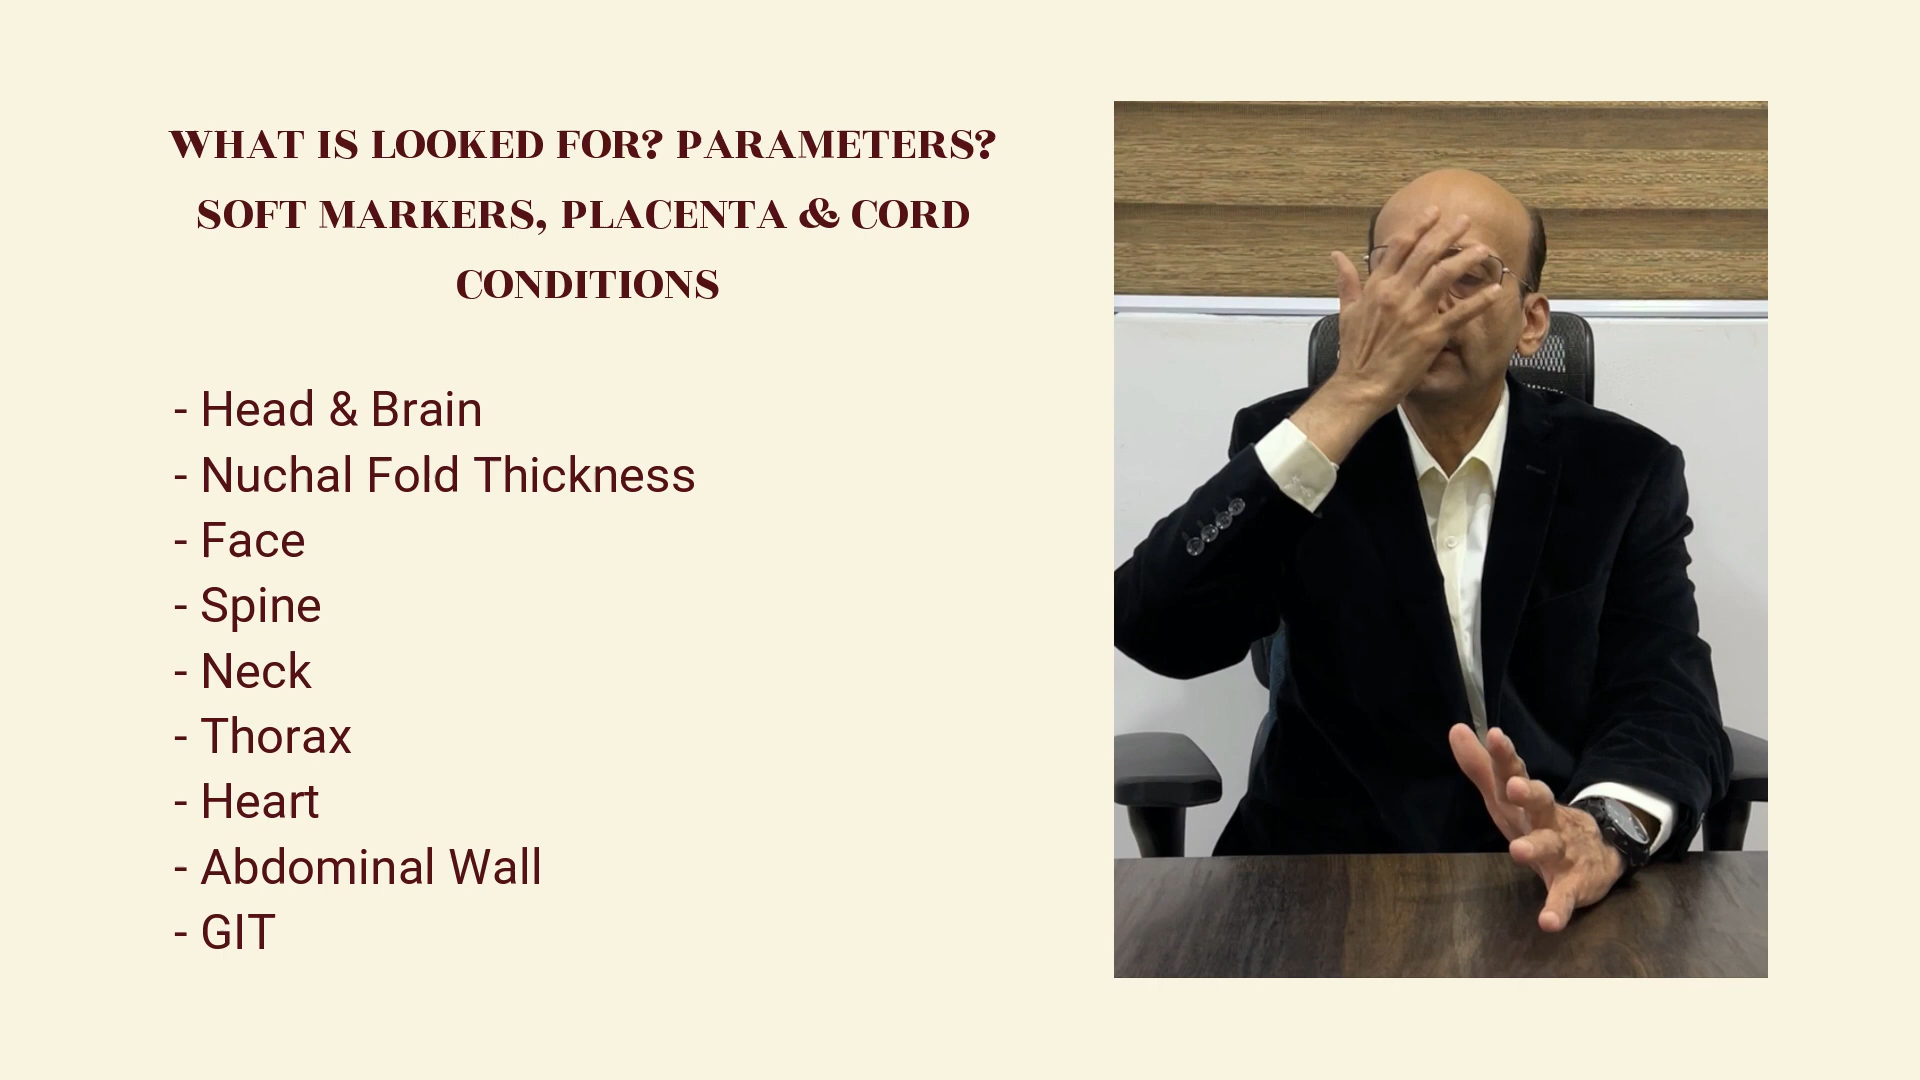 WHAT IS LOOKED FOR? PARAMETERS?
SOFT MARKERS, PLACENTA & CORD
CONDITIONS
- Head & Brain
- Nuchal Fold Thickness
- Face
- Spine
- Neck
- Thorax
- Heart
- Abdominal Wall
- GIT